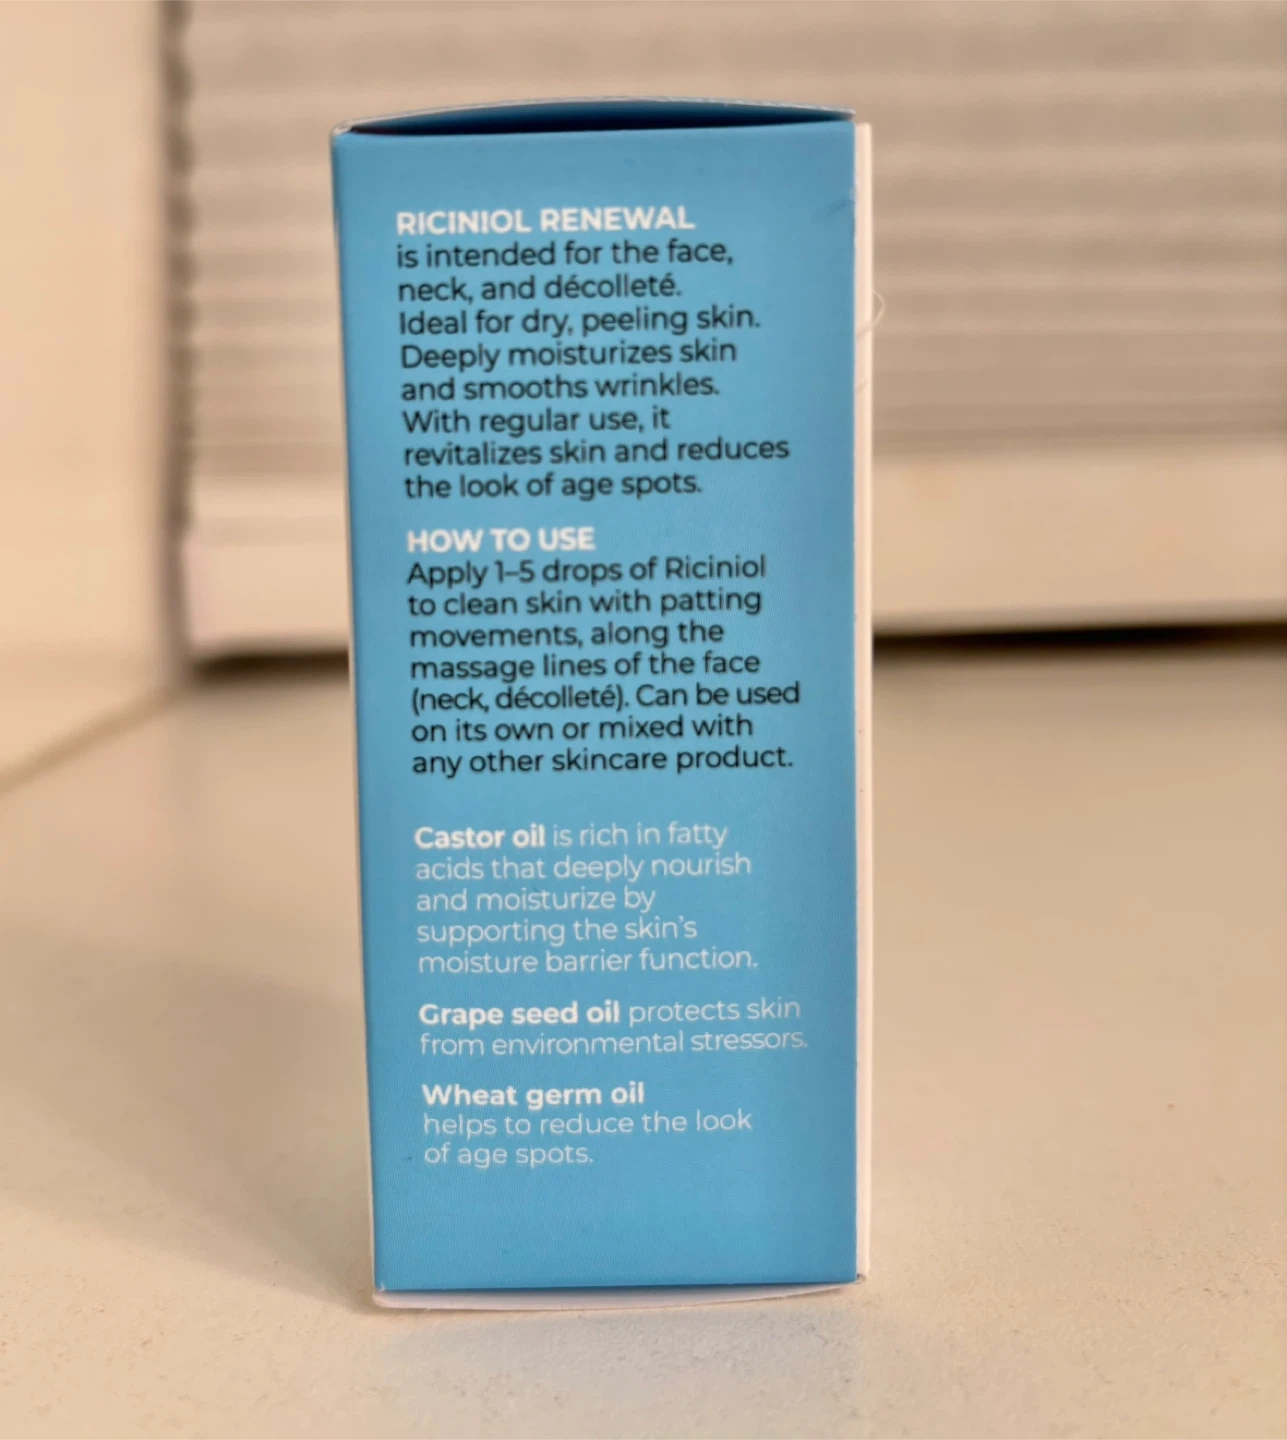 RICINIOL RENEWAL
is intended for the face,
neck, and décolleté.
Ideal for dry, peeling skin.
Deeply moisturizes skin
and smooths wrinkles.
With regular use, it
revitalizes skin and reduces
the look of age spots.
HOW TO USE
Apply 1–5 drops of Riciniol
to clean skin with patting
movements, along the
massage lines of the face
(neck, décolleté). Can be used
on its own or mixed with
any other skincare product.
Castor oil is rich in fatty
acids that deeply nourish
and moisturize by
supporting the skin’s
moisture barrier function.
Grape seed oil protects skin
from environmental stressors.
Wheat germ oil
helps to reduce the look
of age spots.